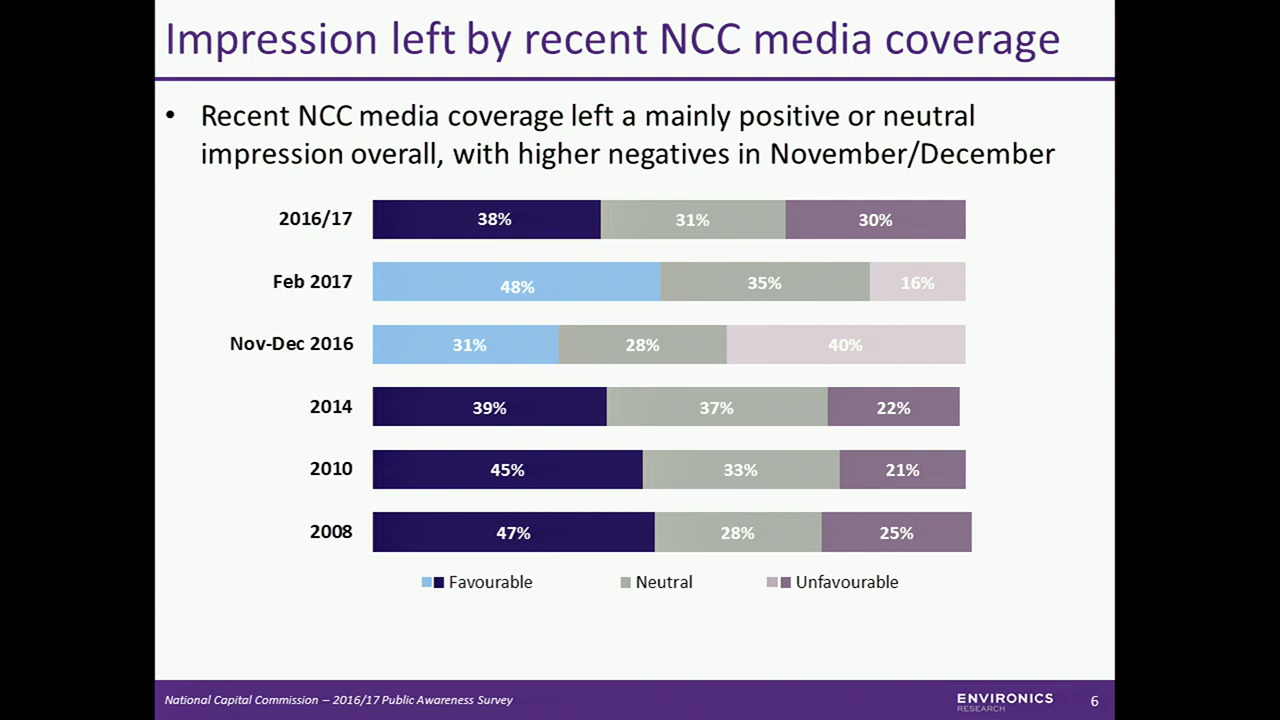 Impression left by recent NCC media coverage
• Recent NCC media coverage left a mainly positive or neutral
impression overall, with higher negatives in November/December
2016/17 38% 31% 30%
Feb 2017 48% 35% 16%
Nov-Dec 2016 31% 28% 40%
2014 39% 37% 22%
2010 45% 33% 21%
2008 47% 28% 25%
Favourable Neutral Unfavourable
National Capital Commission – 2016/17 Public Awareness Survey
ENVIRONICS
RESEARCH
6